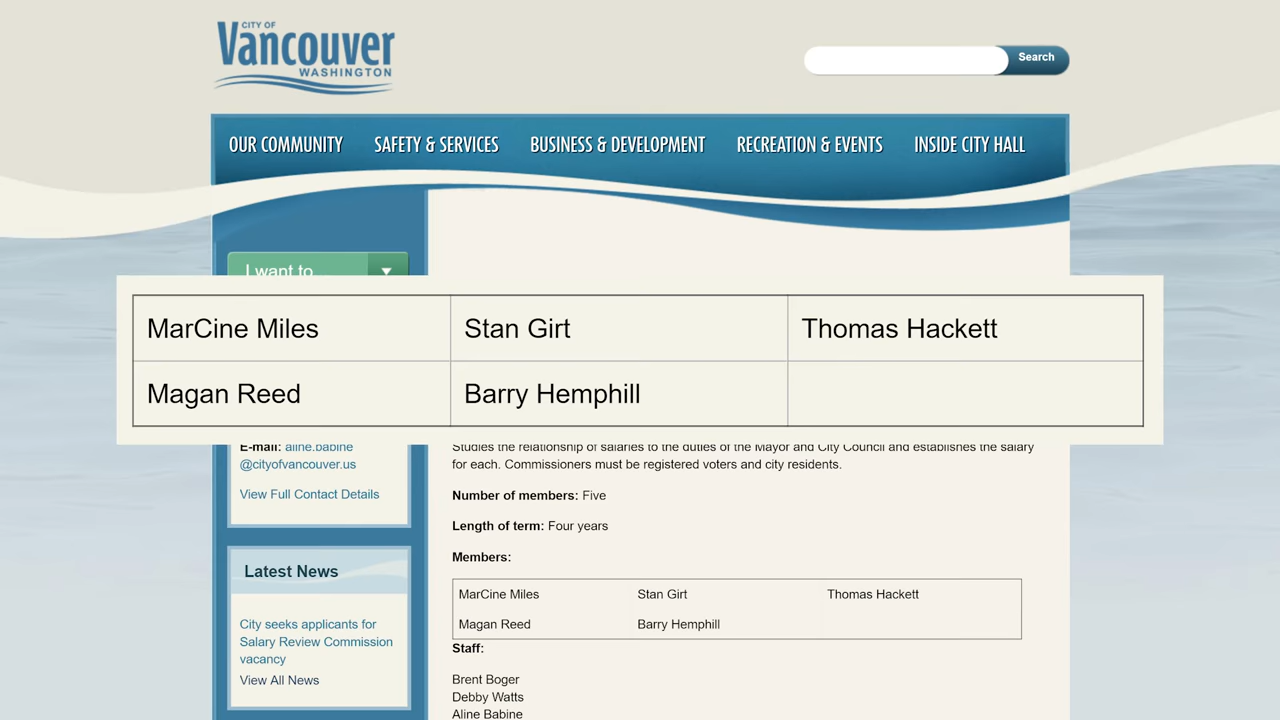 CITY OF
Vancouver
WASHINGTON
Search
OUR COMMUNITY SAFETY & SERVICES BUSINESS & DEVELOPMENT RECREATION & EVENTS INSIDE CITY HALL
I want to...
MarCine Miles Stan Girt Thomas Hackett
Magan Reed Barry Hemphill
E-mail: aline.babine
@cityofvancouver.us
View Full Contact Details
Latest News
City seeks applicants for
Salary Review Commission
vacancy
View All News
Studies the relationship of salaries to the duties of the Mayor and City Council and establishes the salary
for each. Commissioners must be registered voters and city residents.
Number of members: Five
Length of term: Four years
Members:
MarCine Miles Stan Girt Thomas Hackett
Magan Reed Barry Hemphill
Staff:
Brent Boger
Debby Watts
Aline Babine